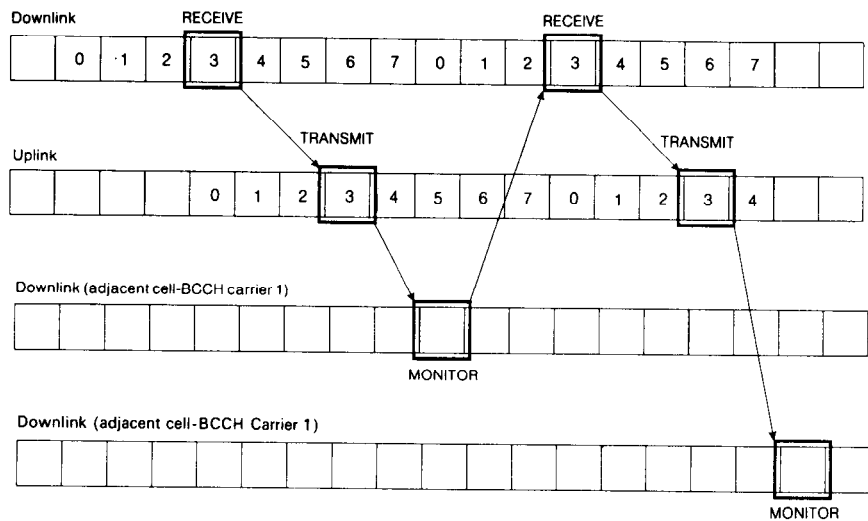 RECEIVE RECEIVE
Downlink
0 ·1 2 3 4 5 6 7 0 1 2 3 4 5 6 7
TRANSMIT TRANSMIT
Uplink
0 1 2 3 4 5 6 7 0 1 2 3 4
Downlink (adjacent cell-BCCH carrier 1)
MONITOR
Downlink (adjacent cell-BCCH Carrier 1)
MONITOR